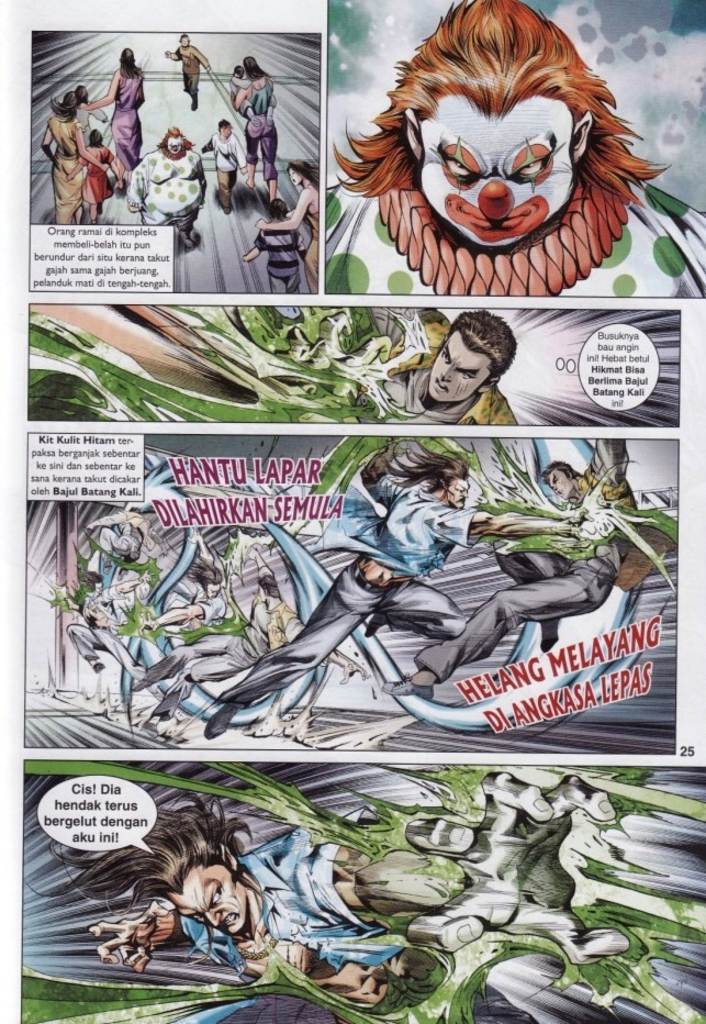 Orang ramai di kompleks
membeli-belah itu pun
berundur dari situ kerana takut
gajah sama gajah berjuang,
pelanduk mati di tengah-tengah.
Busuknya
bau angin
ini! Hebat betul
Hikmat Bisa
Berlima Bajul
Batang Kali
ini!
Kit Kulit Hitam ter-
paksa berganjak sebentar
ke sini dan sebentar ke
sana kerana takut dicakar
oleh Bajul Batang Kali.
HANTU LAPAR
DILAHIRKAN SEMULA
HELANG MELAYANG
DI ANGKASA LEPAS
25
Cis! Dia
hendak terus
bergelut dengan
aku ini!